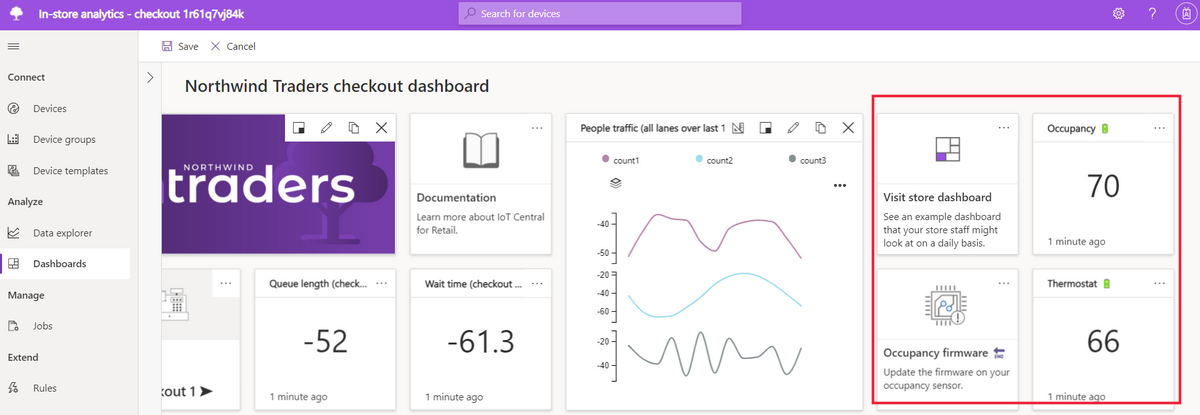 In-store analytics - checkout 1r61q7vj84k
Search for devices
?
Save
Cancel
Connect
Devices
Device groups
Device templates
Analyze
Data explorer
Dashboards
Manage
Jobs
Extend
Rules
Northwind Traders checkout dashboard
NORTHWIND
traders
Documentation
Learn more about IoT Central
for Retail.
People traffic (all lanes over last 1
count1
count2
count3
-40
-50
-20
-40
-60
-20
-40
Visit store dashboard
See an example dashboard
that your store staff might
look at on a daily basis.
Occupancy
70
1 minute ago
out 1
Queue length (check...
-52
1 minute ago
Wait time (checkout ...
-61.3
1 minute ago
Occupancy firmware END
Update the firmware on your
occupancy sensor.
Thermostat
66
1 minute ago